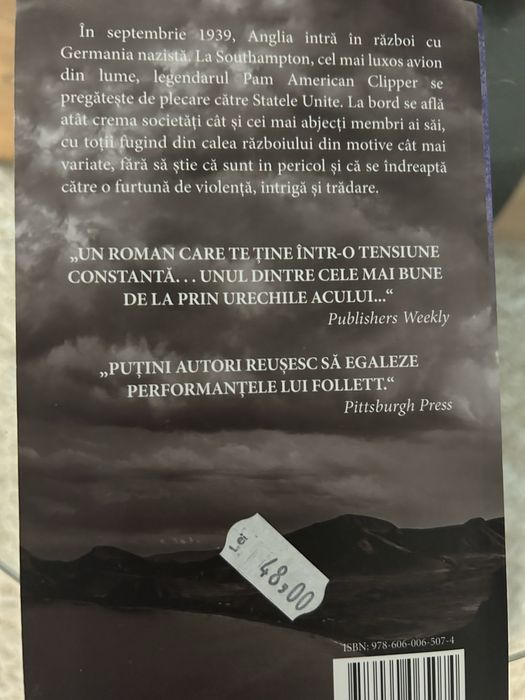 În septembrie 1939, Anglia intră în război cu
Germania nazistă. La Southampton, cel mai luxos avion
din lume, legendarul Pam American Clipper se
pregătește de plecare către Statele Unite. La bord se află
atât crema societăți cât și cei mai abjecți membri ai săi,
cu toții fugind din calea războiului din motive cât mai
variate, fără să știe că sunt in pericol și că se îndreaptă
către o furtună de violență, intrigă și trădare.
„UN ROMAN CARE TE ȚINE ÎNTR-O TENSIUNE
CONSTANTĂ... UNUL DINTRE CELE MAI BUNE
DE LA PRIN URECHILE ACULUI...“
Publishers Weekly
„PUȚINI AUTORI REUȘESC SĂ EGALEZE
PERFORMANȚELE LUI FOLLETT.“
Pittsburgh Press
Lei
48,00
ISBN: 978-606-006-507-4